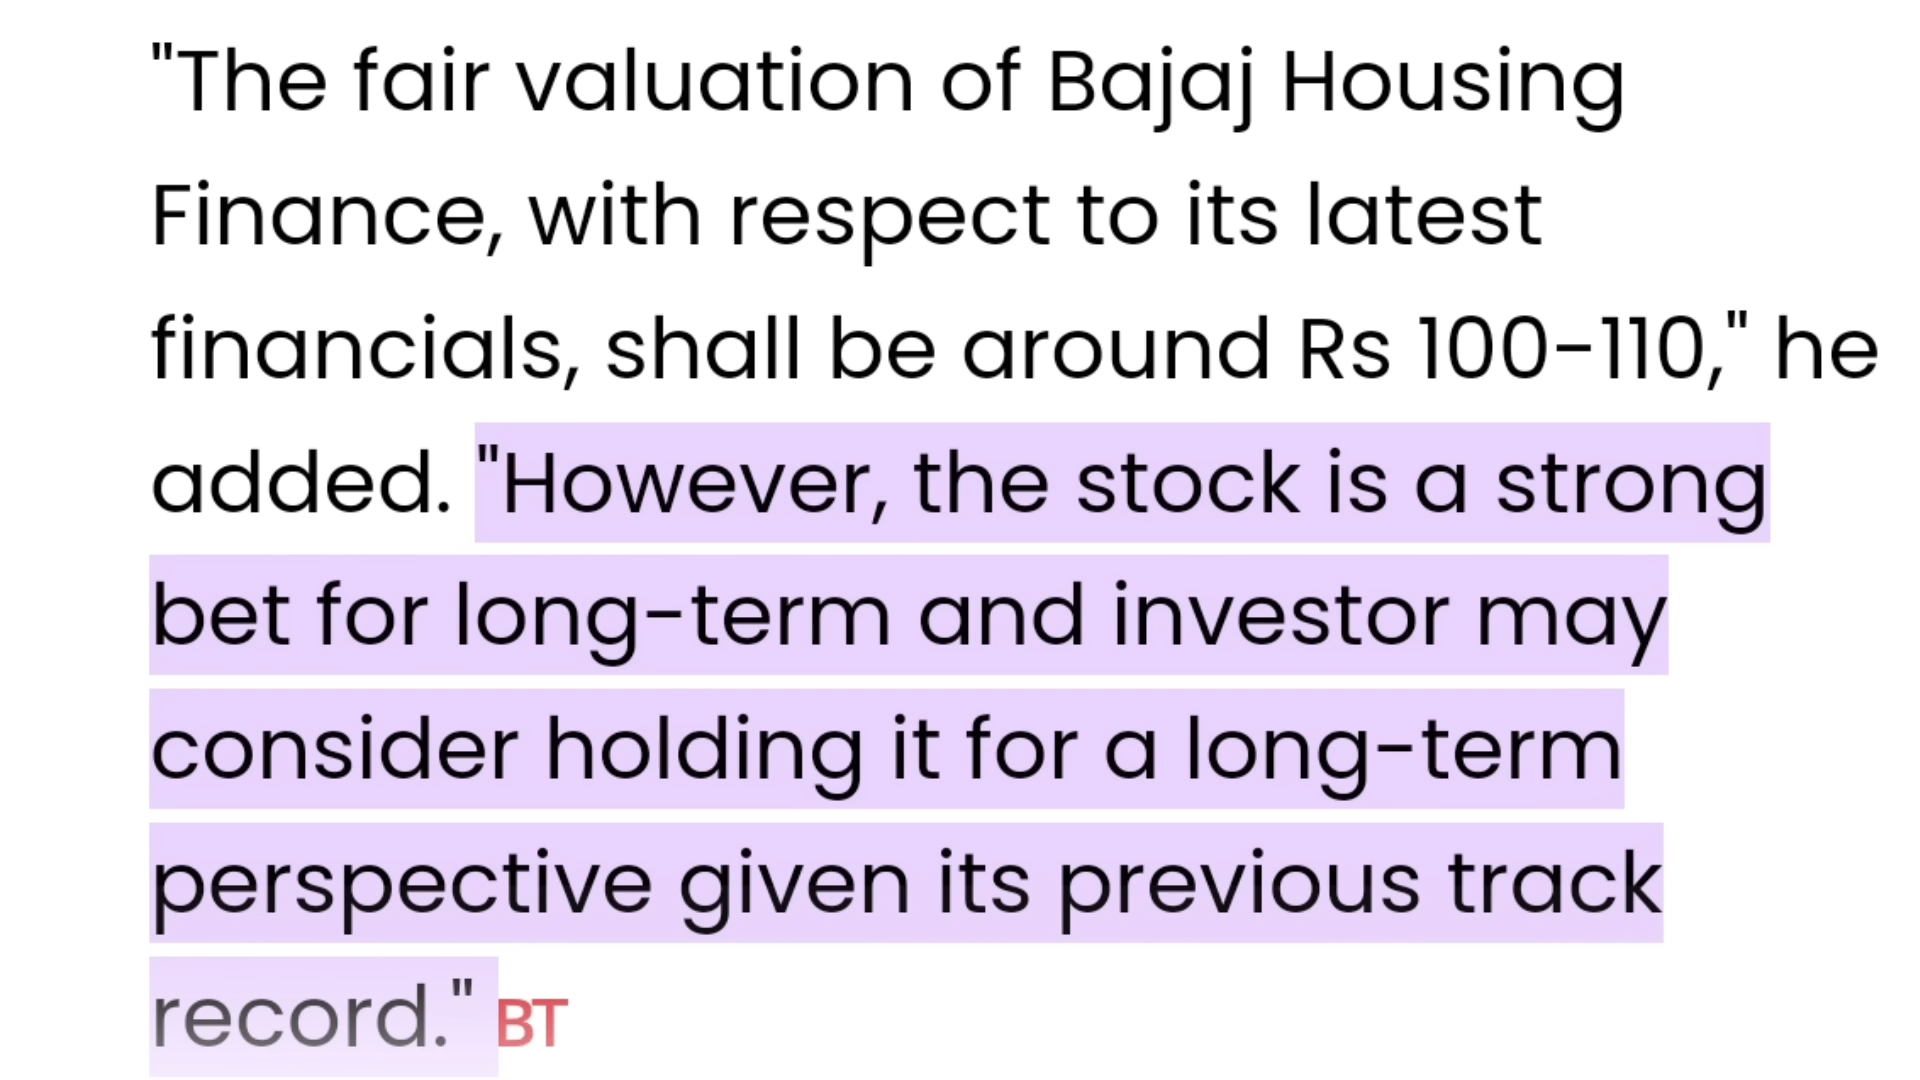 "The fair valuation of Bajaj Housing
Finance, with respect to its latest
financials, shall be around Rs 100-110," he
added. "However, the stock is a strong
bet for long-term and investor may
consider holding it for a long-term
perspective given its previous track
record." BT